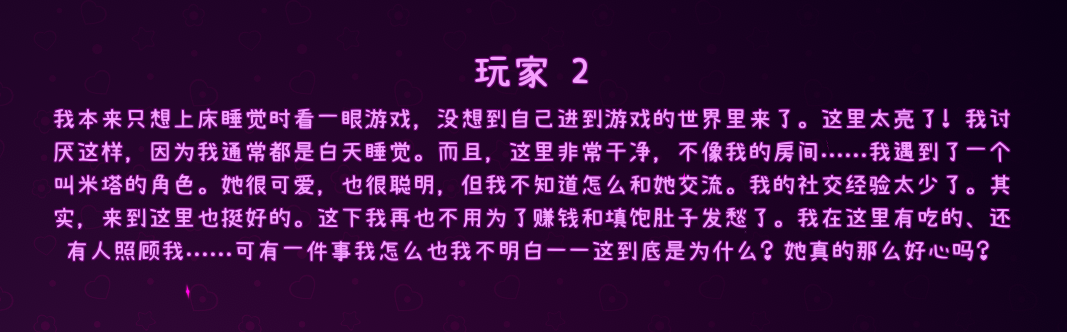 玩家 2
我本来只想上床睡觉时看一眼游戏，没想到自己进到游戏的世界里来了。这里太亮了！我讨
厌这样，因为我通常都是白天睡觉。而且，这里非常干净，不像我的房间……我遇到了一个
叫米塔的角色。她很可爱，也很聪明，但我不知道怎么和她交流。我的社交经验太少了。其
实，来到这里也挺好的。这下我再也不用为了赚钱和填饱肚子发愁了。我在这里有吃的、还
有人照顾我……可有一件事我怎么也我不明白——这到底是为什么？她真的那么好心吗？